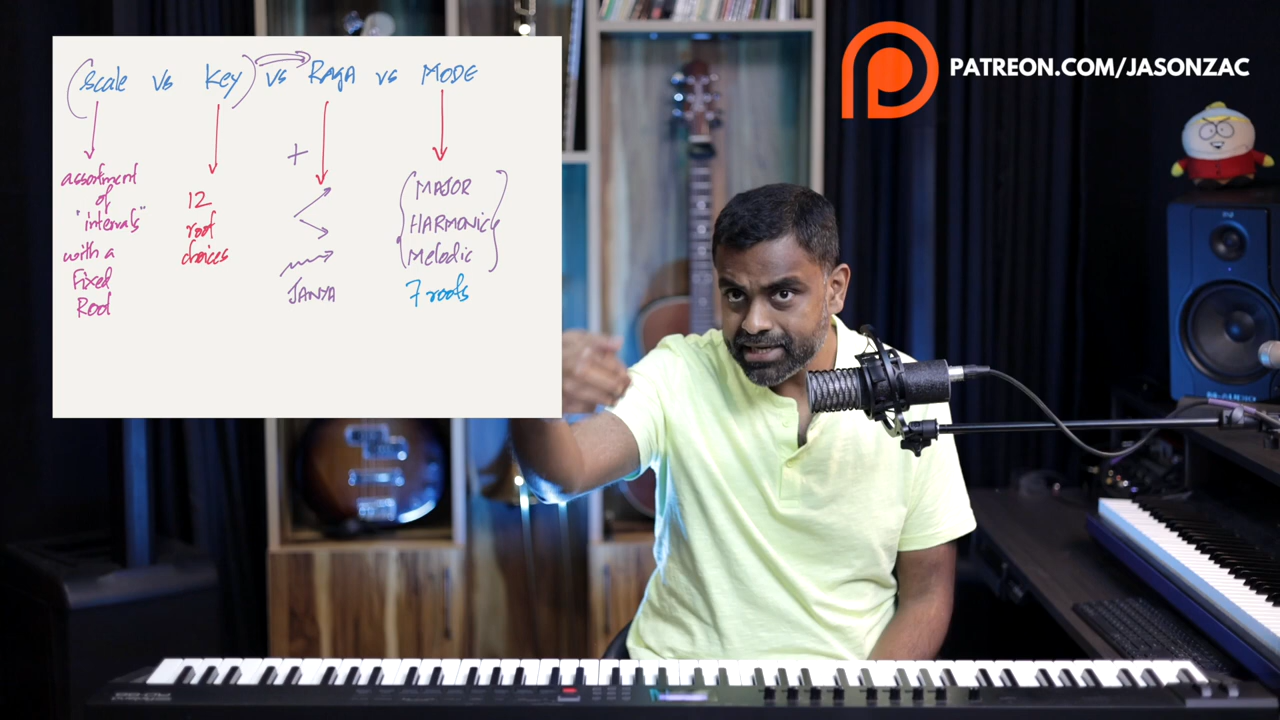 (Scale vs Key) vs RAGA vs MODE
assortment
of
"intervals"
with a
Fixed
Root
12
root
choices
+
JANYA
MAJOR
HARMONIC
Melodic
7 roots
PATREON.COM/JASONZAC
M-AUDIO